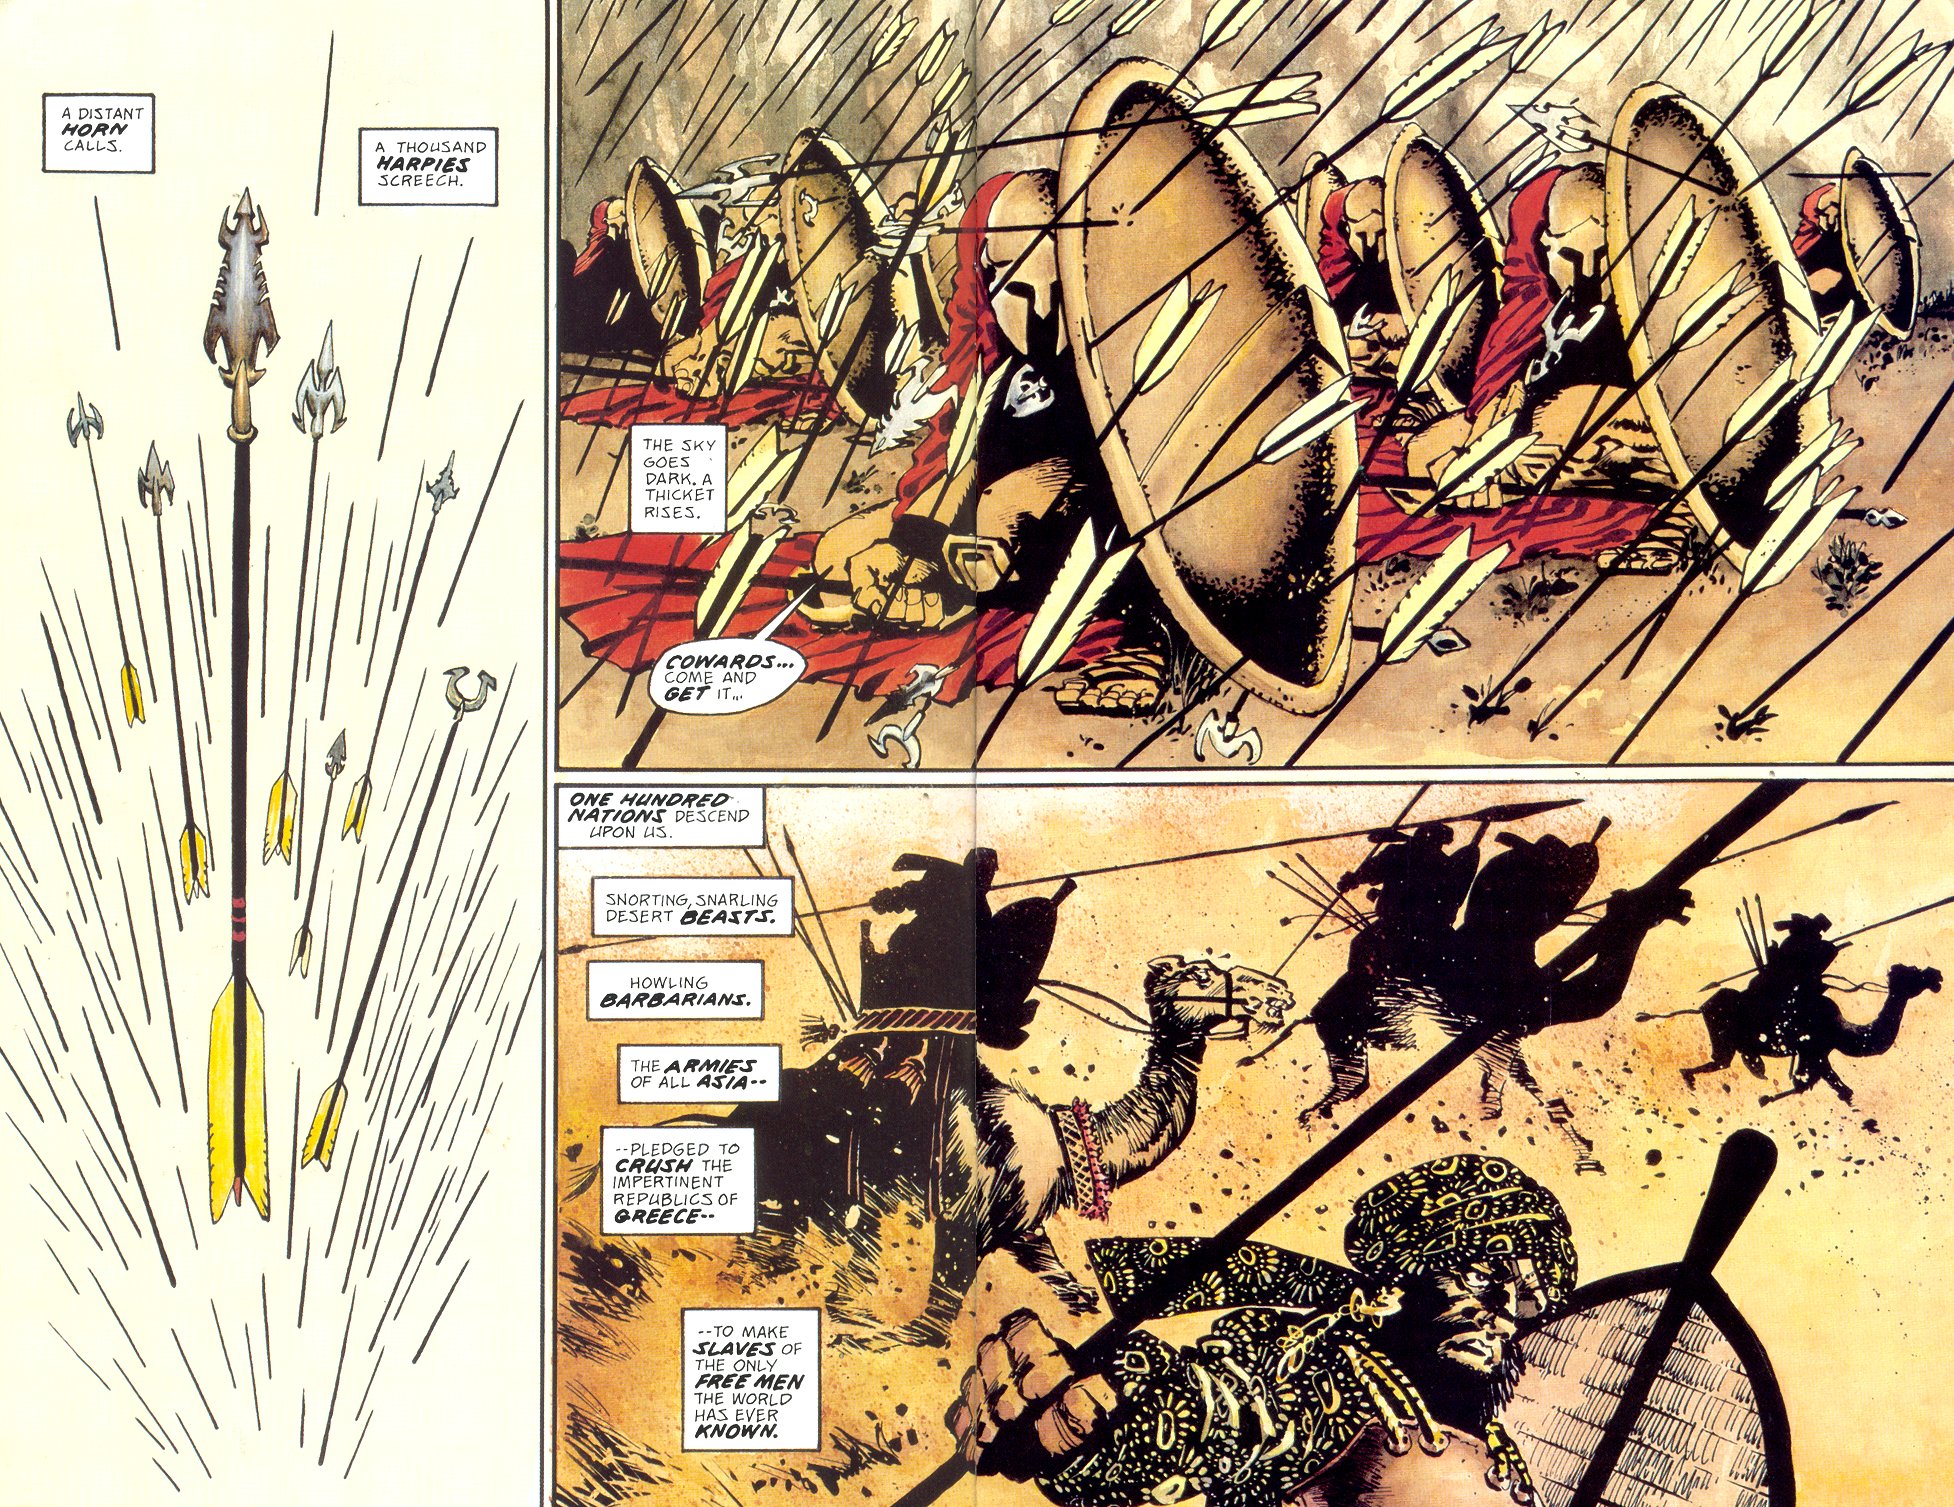 A DISTANT
HORN
CALLS.
A THOUSAND
HARPIES
SCREECH.
THE SKY
GOES
DARK. A
THICKET
RISES.
COWARDS...
COME AND
GET IT...
ONE HUNDRED
NATIONS DESCEND
UPON US.
SNORTING, SNARLING
DESERT BEASTS.
HOWLING
BARBARIANS.
THE ARMIES
OF ALL ASIA--
--PLEDGED TO
CRUSH THE
IMPERTINENT
REPUBLICS OF
GREECE--
--TO MAKE
SLAVES OF
THE ONLY
FREE MEN
THE WORLD
HAS EVER
KNOWN.